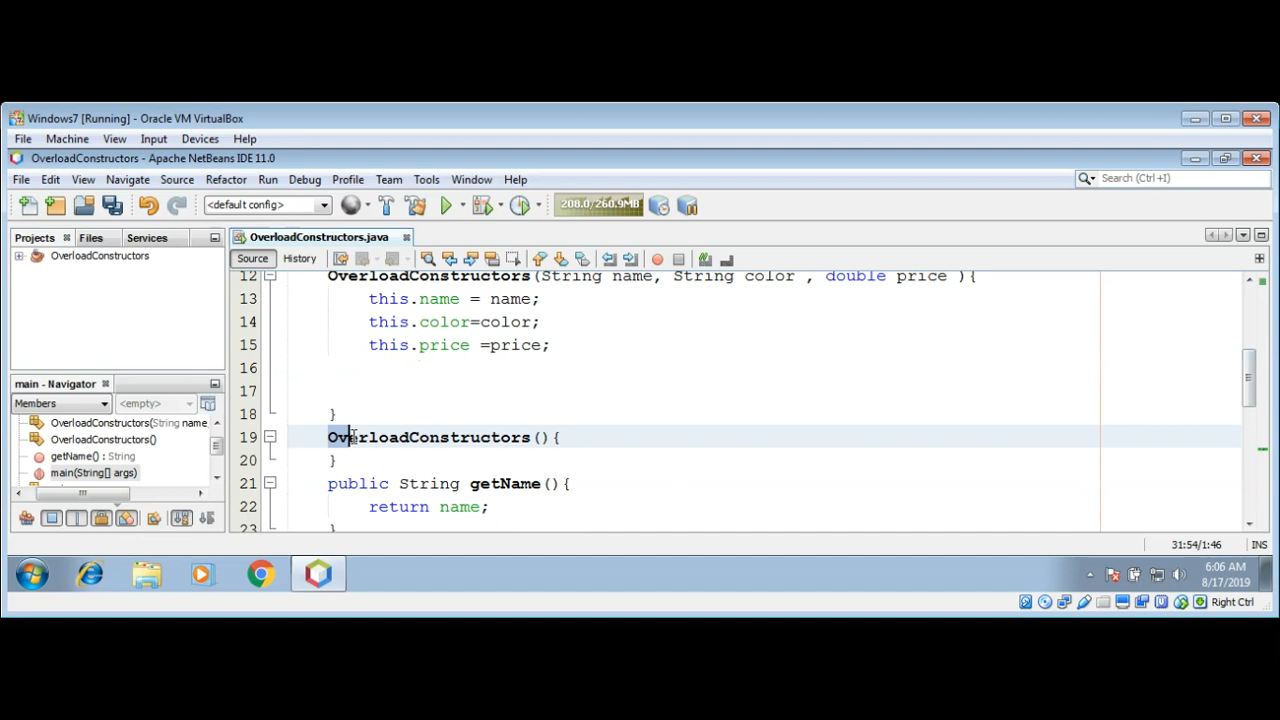 Windows7 [Running] - Oracle VM VirtualBox
File Machine View Input Devices Help
OverloadConstructors - Apache NetBeans IDE 11.0
File Edit View Navigate Source Refactor Run Debug Profile Team Tools Window Help
Search (Ctrl+I)
<default config>
208.0/260.9MB
Projects Files Services
OverloadConstructors.java
OverloadConstructors
Source History
12 OverloadConstructors(String name, String color , double price ){
13 this.name = name;
14 this.color=color;
15 this.price =price;
16
17
18 }
19 OverloadConstructors(){
20 }
21 public String getName(){
22 return name;
23 }
main - Navigator
Members <empty>
OverloadConstructors(String name,
OverloadConstructors()
getName() : String
main(String[] args)
31:54/1:46 INS
6:06 AM
8/17/2019
Right Ctrl